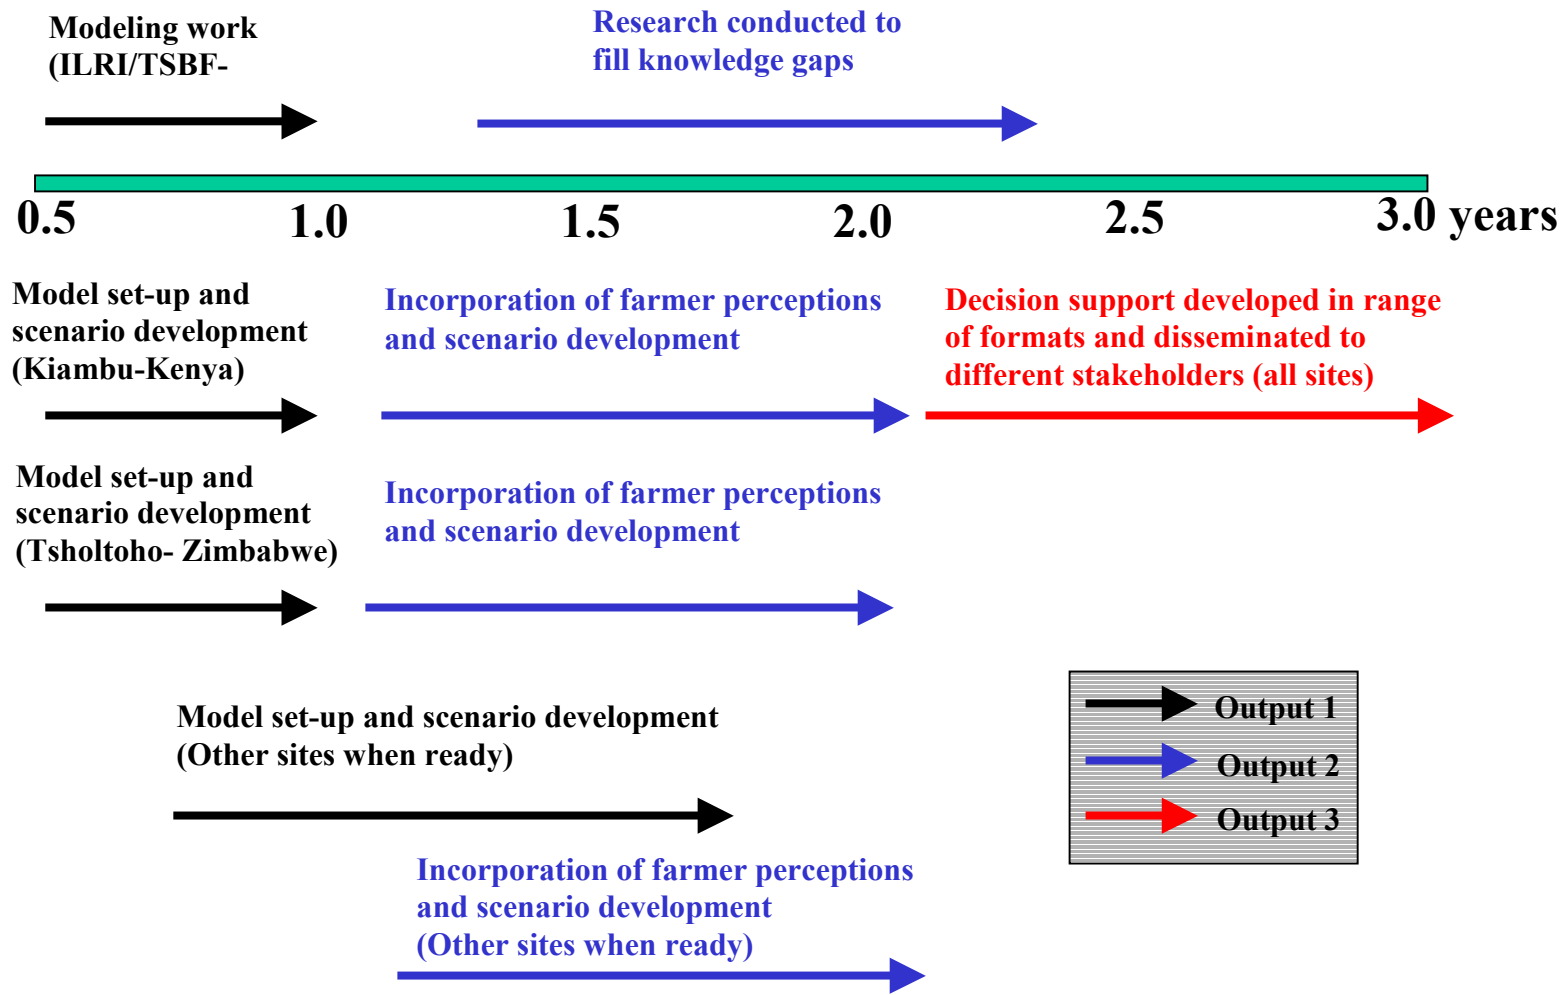 Modeling work
(ILRI/TSBF-
Research conducted to
fill knowledge gaps
0.5 1.0 1.5 2.0 2.5 3.0 years
Model set-up and
scenario development
(Kiambu-Kenya)
Incorporation of farmer perceptions
and scenario development
Decision support developed in range
of formats and disseminated to
different stakeholders (all sites)
Model set-up and
scenario development
(Tsholtoho- Zimbabwe)
Incorporation of farmer perceptions
and scenario development
Model set-up and scenario development
(Other sites when ready)
Incorporation of farmer perceptions
and scenario development
(Other sites when ready)
Output 1
Output 2
Output 3